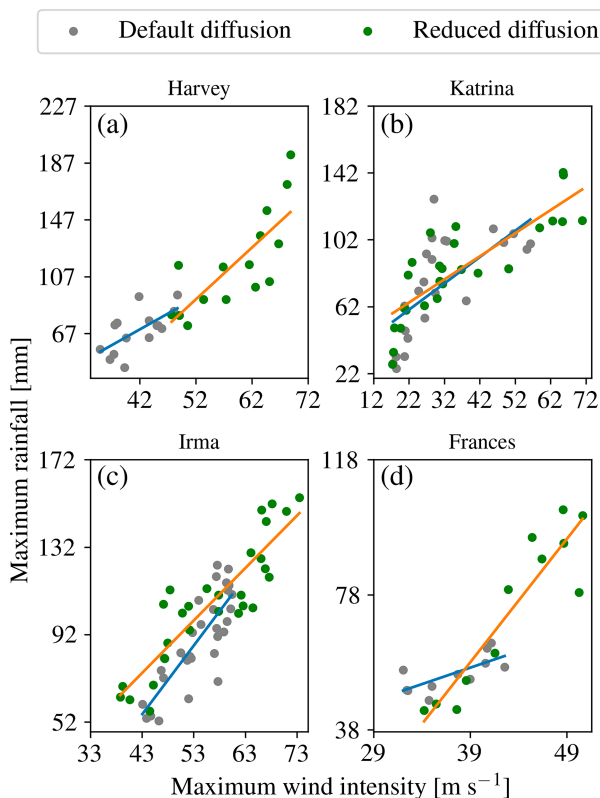 Default diffusion Reduced diffusion
Harvey Katrina
(a) (b)
227
187
147
107
67
42 52 62 72
182
142
102
62
22
12 22 32 42 52 62 72
Irma Frances
(c) (d)
172
132
92
52
33 43 53 63 73
118
78
38
29 39 49
Maximum rainfall [mm]
Maximum wind intensity [m s⁻¹]